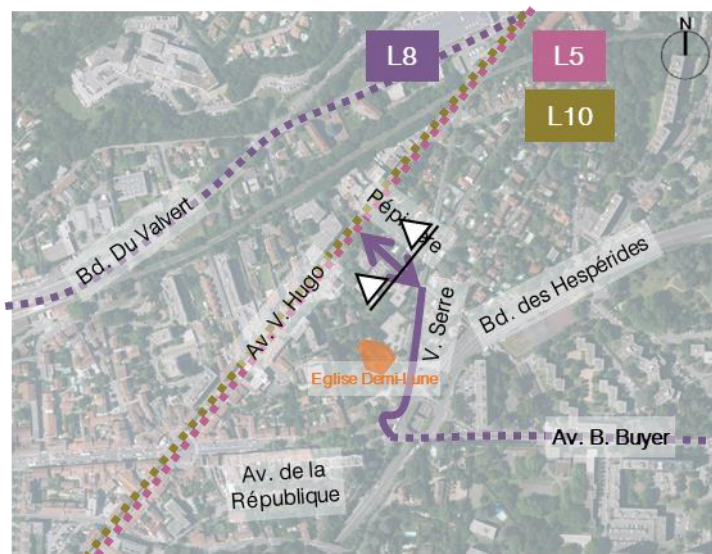 N
L8
L5
L10
Pépinière
Bd. Du Valvert
Bd. des Hespérides
Av. V. Hugo
V. Serre
Eglise Demi-Lune
Av. B. Buyer
Av. de la
République